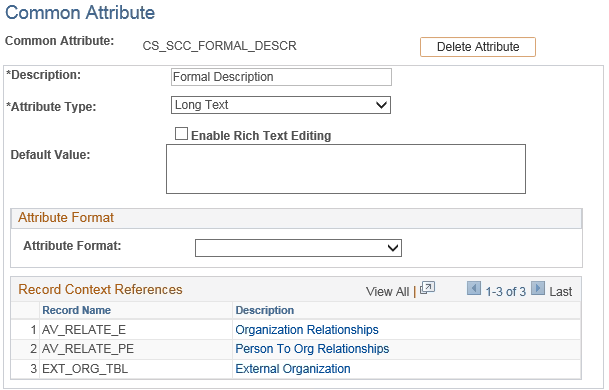 Common Attribute
Common Attribute: CS_SCC_FORMAL_DESCR Delete Attribute
*Description: Formal Description
*Attribute Type: Long Text
Enable Rich Text Editing
Default Value:
Attribute Format
Attribute Format:
Record Context References View All | 1-3 of 3 Last
Record Name Description
1 AV_RELATE_E Organization Relationships
2 AV_RELATE_PE Person To Org Relationships
3 EXT_ORG_TBL External Organization